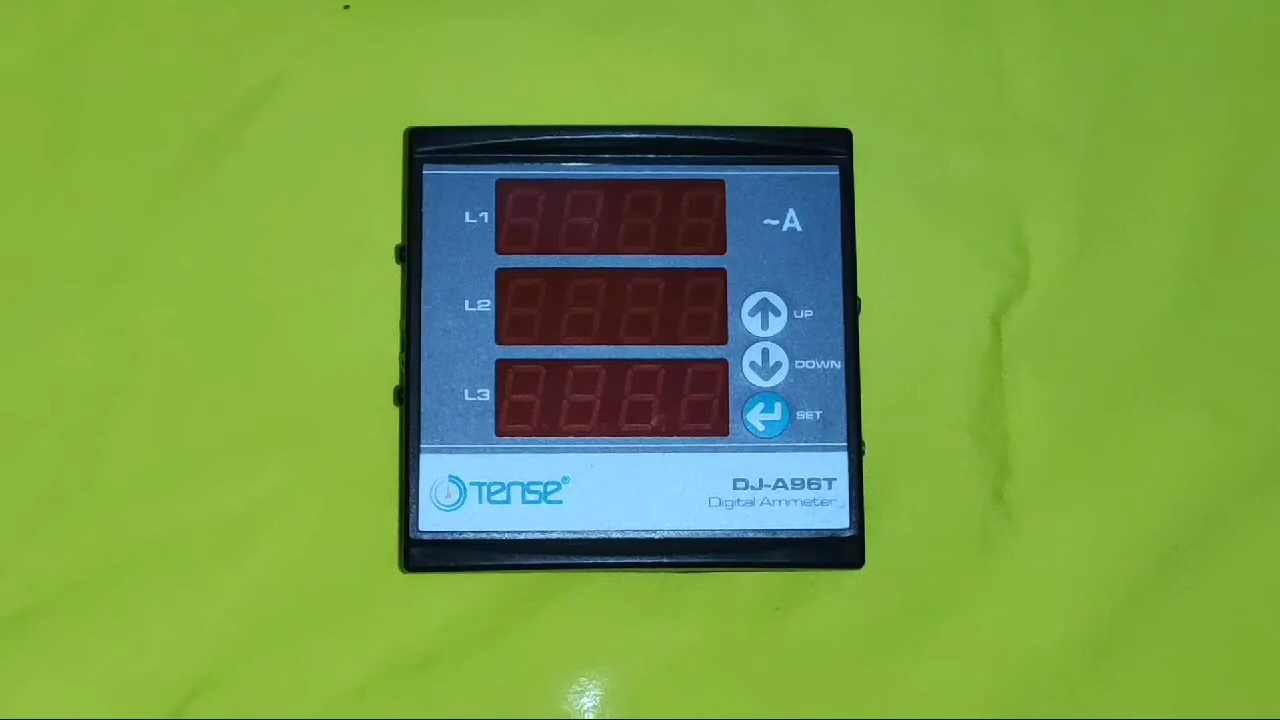 L1
~A
L2
UP
DOWN
L3
SET
TENSE®
DJ-A96T
Digital Ammeter